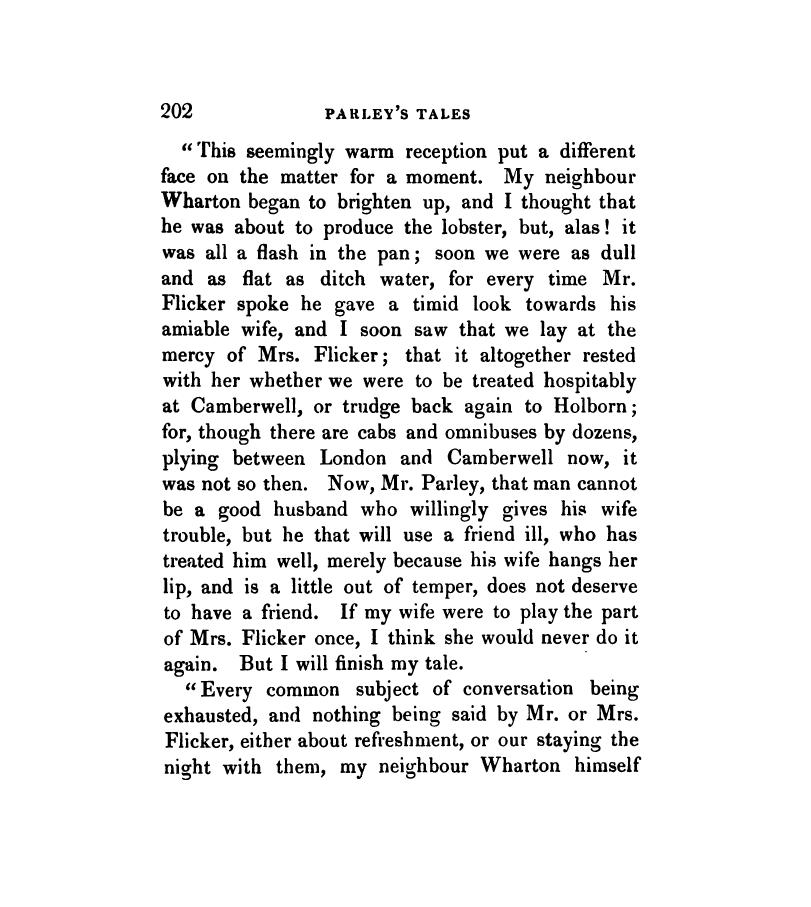 202 PARLEY'S TALES
“This seemingly warm reception put a different
face on the matter for a moment. My neighbour
Wharton began to brighten up, and I thought that
he was about to produce the lobster, but, alas! it
was all a flash in the pan; soon we were as dull
and as flat as ditch water, for every time Mr.
Flicker spoke he gave a timid look towards his
amiable wife, and I soon saw that we lay at the
mercy of Mrs. Flicker; that it altogether rested
with her whether we were to be treated hospitably
at Camberwell, or trudge back again to Holborn;
for, though there are cabs and omnibuses by dozens,
plying between London and Camberwell now, it
was not so then. Now, Mr. Parley, that man cannot
be a good husband who willingly gives his wife
trouble, but he that will use a friend ill, who has
treated him well, merely because his wife hangs her
lip, and is a little out of temper, does not deserve
to have a friend. If my wife were to play the part
of Mrs. Flicker once, I think she would never do it
again. But I will finish my tale.
“Every common subject of conversation being
exhausted, and nothing being said by Mr. or Mrs.
Flicker, either about refreshment, or our staying the
night with them, my neighbour Wharton himself